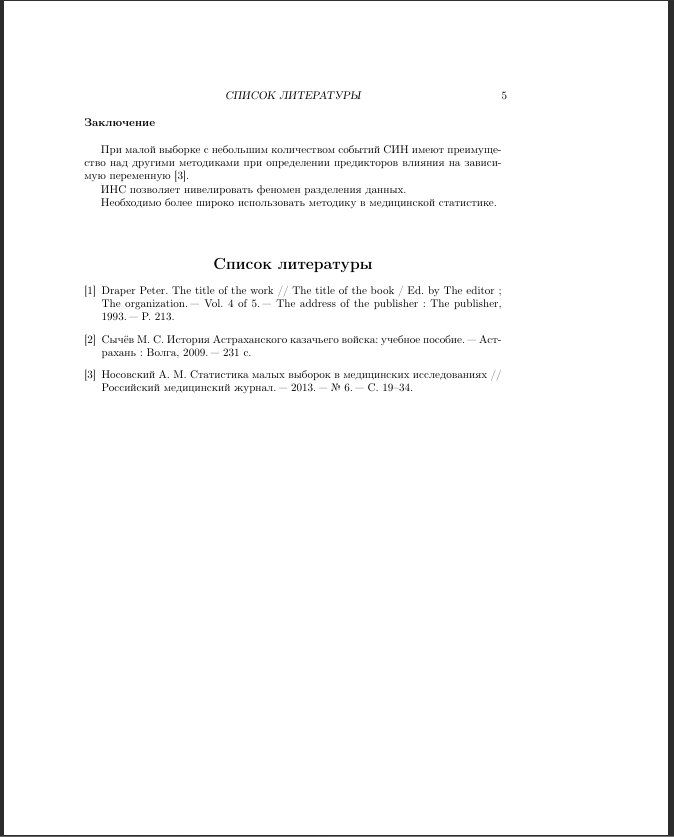 СПИСОК ЛИТЕРАТУРЫ 5
Заключение
При малой выборке с небольшим количеством событий СИН имеют преимуще-
ство над другими методиками при определении предикторов влияния на зависи-
мую переменную [3].
ИНС позволяет нивелировать феномен разделения данных.
Необходимо более широко использовать методику в медицинской статистике.
Список литературы
[1] Draper Peter. The title of the work // The title of the book / Ed. by The editor ;
The organization. — Vol. 4 of 5. — The address of the publisher : The publisher,
1993. — P. 213.
[2] Сычёв М. С. История Астраханского казачьего войска: учебное пособие. — Аст-
рахань : Волга, 2009. — 231 с.
[3] Носовский А. М. Статистика малых выборок в медицинских исследованиях //
Российский медицинский журнал. — 2013. — № 6. — С. 19–34.